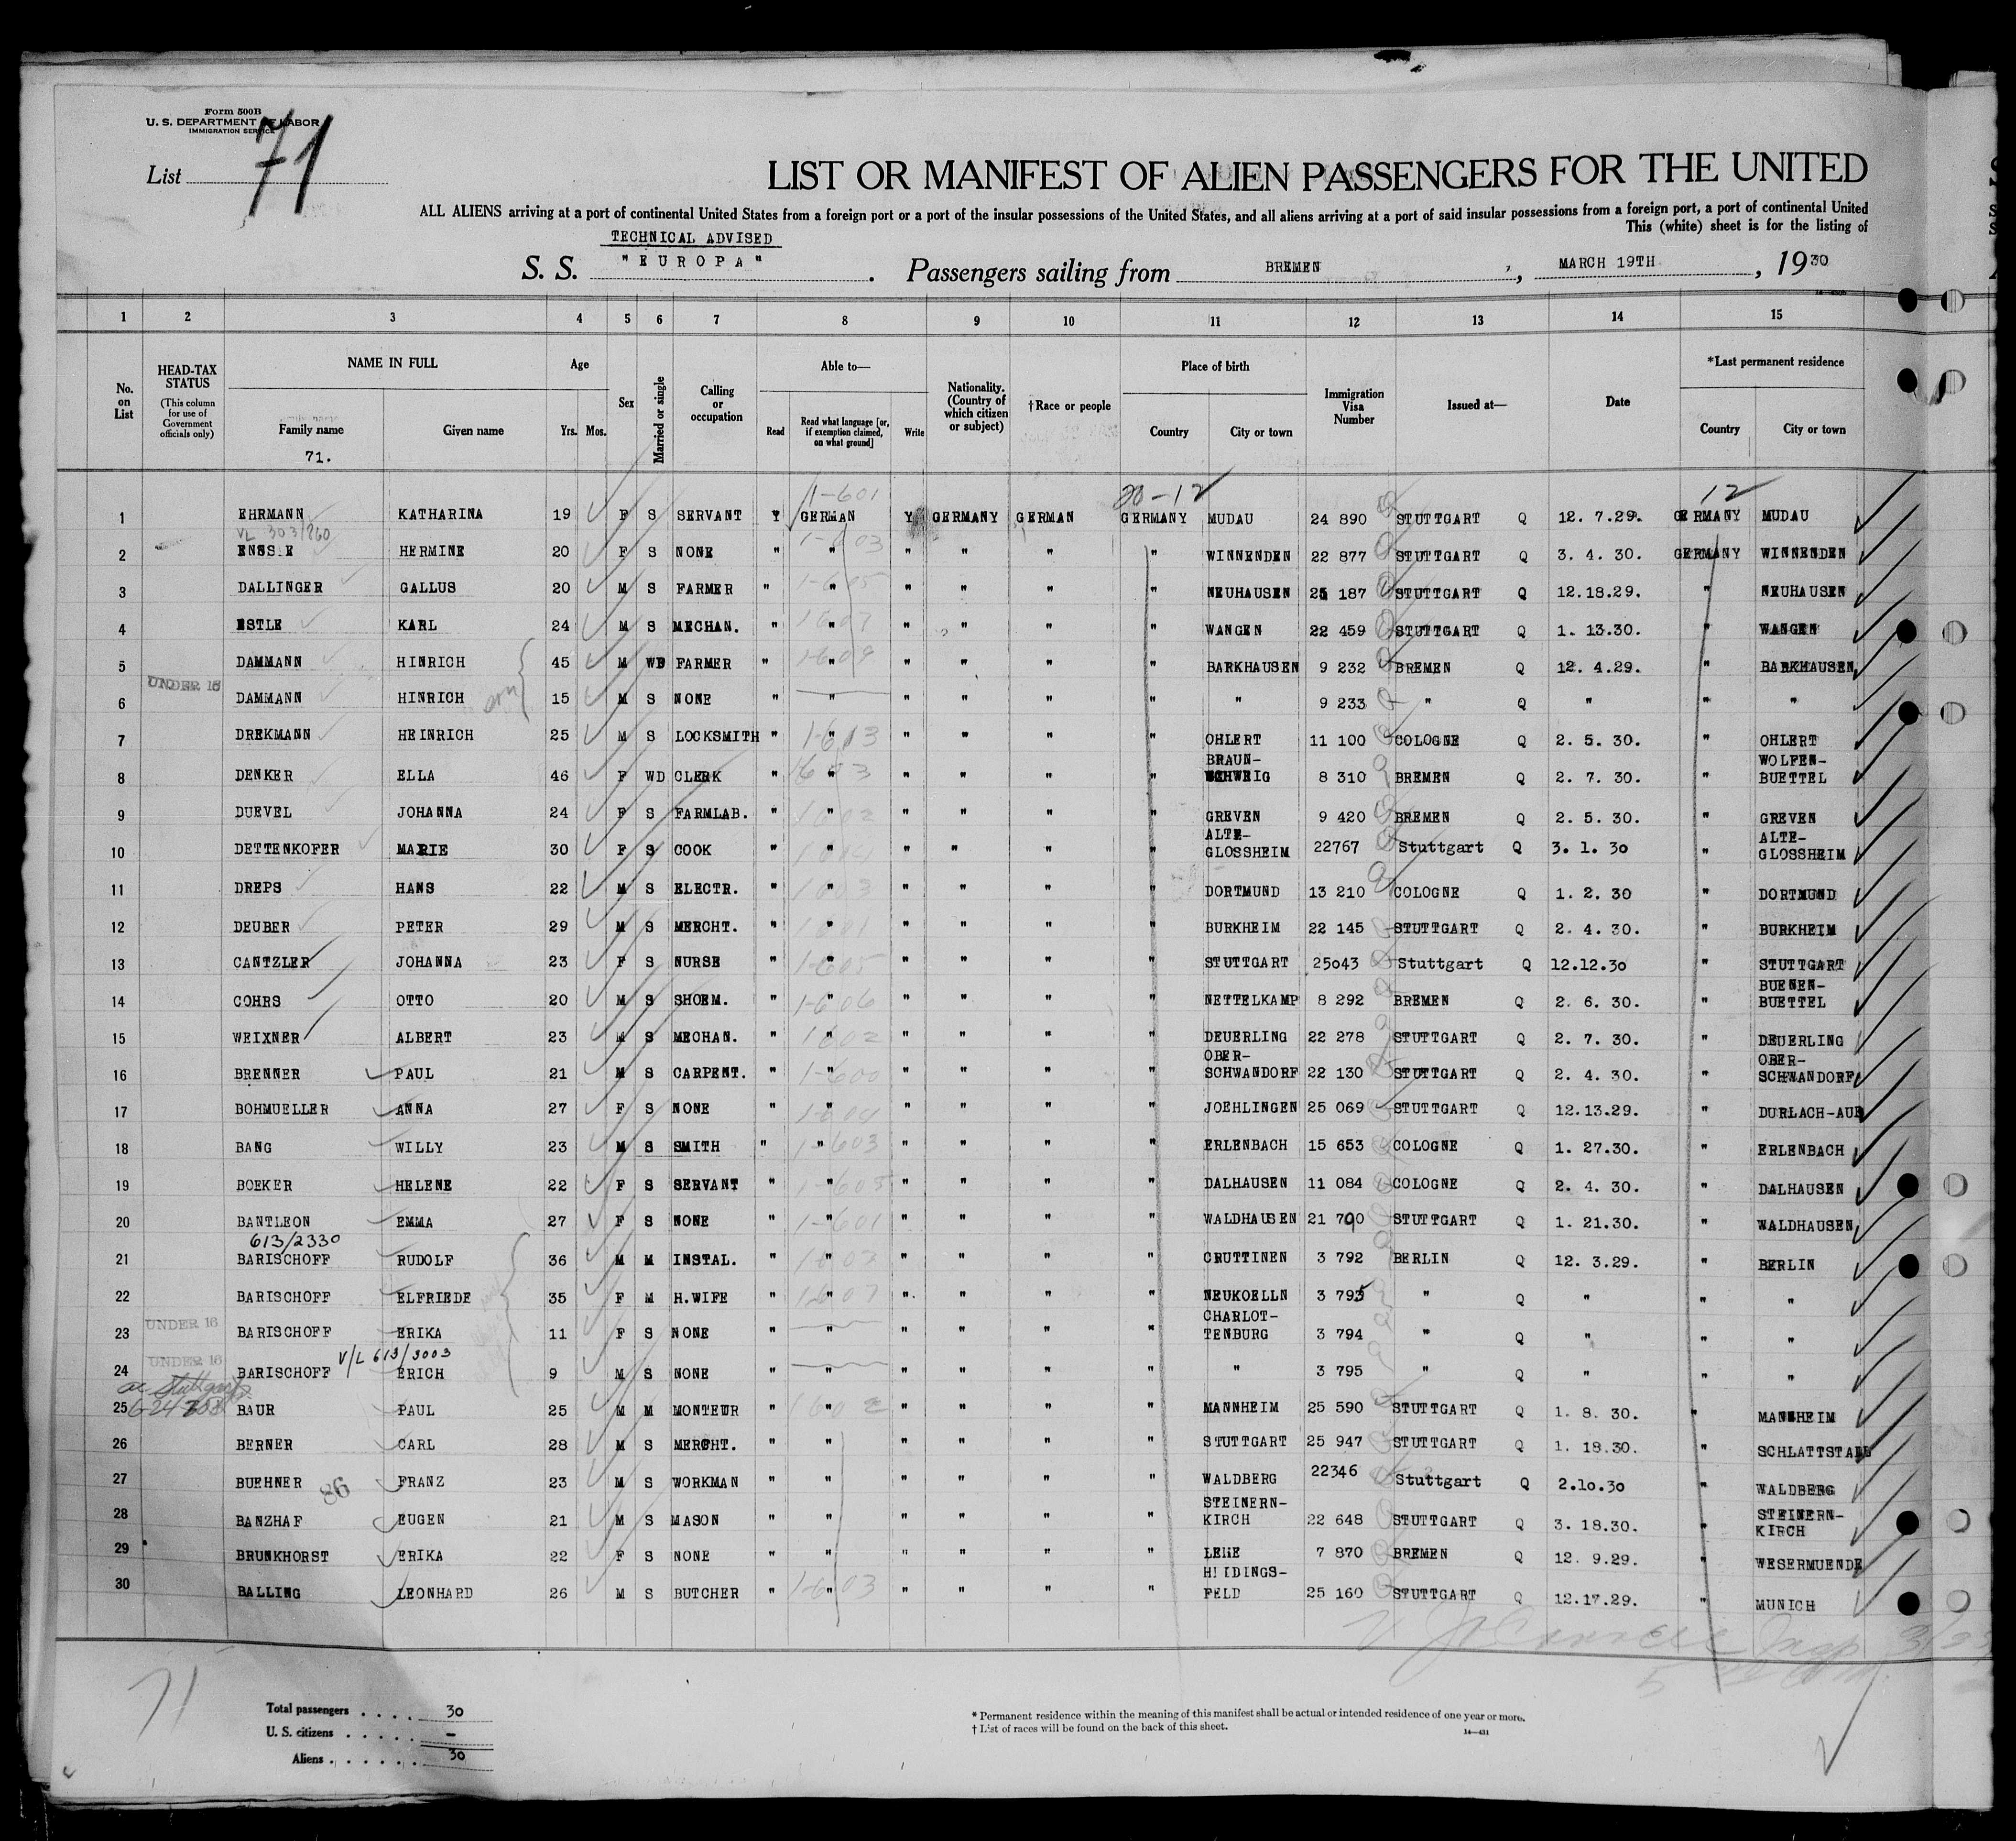 Form 500B
U. S. DEPARTMENT OF LABOR
IMMIGRATION SERVICE
List 71
LIST OR MANIFEST OF ALIEN PASSENGERS FOR THE UNITED
ALL ALIENS arriving at a port of continental United States from a foreign port or a port of the insular possessions of the United States, and all aliens arriving at a port of said insular possessions from a foreign port, a port of continental United
This (white) sheet is for the listing of
TECHNICAL ADVISED
S. S. "EUROPA". Passengers sailing from BREMEN, MARCH 19TH, 1930
1 2 3 4 5 6 7 8 9 10 11 12 13 14 15
No. on List
HEAD-TAX STATUS (This column for use of Government officials only)
NAME IN FULL
Family name Given name
71.
Age Yrs. Mos.
Sex
Married or single
Calling or occupation
Able to—
Read Read what language [or, if exemption claimed, on what ground] Write
Nationality. (Country of which citizen or subject)
†Race or people
Place of birth
Country City or town
Immigration Visa Number
Issued at—
Date
*Last permanent residence
Country City or town
1-601 20-12 12
1 EHRMANN KATHARINA 19 F S SERVANT Y GERMAN Y GERMANY GERMAN GERMANY MUDAU 24 890 STUTTGART Q 12. 7.29. GERMANY MUDAU
VL 303/860
2 ENSSLE HERMINE 20 F S NONE " " " " " " WINNENDEN 22 877 STUTTGART Q 3. 4. 30. GERMANY WINNENDEN
3 DALLINGER GALLUS 20 M S FARMER " " " " " " NEUHAUSEN 25 187 STUTTGART Q 12.18.29. " NEUHAUSEN
4 ESTLE KARL 24 M S MECHAN. " " " " " " WANGEN 22 459 STUTTGART Q 1. 13.30. " WANGEN
5 DAMMANN HINRICH 45 M WD FARMER " " " " " " BARKHAUSEN 9 232 BREMEN Q 12. 4.29. " BARKHAUSEN
UNDER 16
6 DAMMANN HINRICH son 15 M S NONE " " " " " " " 9 233 " Q " " "
7 DREKMANN HEINRICH 25 M S LOCKSMITH " " " " " " OHLERT 11 100 COLOGNE Q 2. 5. 30. " OHLERT
8 DENKER ELLA 46 F WD CLERK " " " " " " BRAUN-SCHWEIG 8 310 BREMEN Q 2. 7. 30. " WOLFEN-BUETTEL
9 DUEVEL JOHANNA 24 F S FARMLAB. " " " " " " GREVEN 9 420 BREMEN Q 2. 5. 30. " GREVEN
10 DETTENKOFER MARIE 30 F S COOK " " " " " " ALTE-GLOSSHEIM 22767 Stuttgart Q 3. 1. 30 " ALTE-GLOSSHEIM
11 DREPS HANS 22 M S ELECTR. " " " " " " DORTMUND 13 210 COLOGNE Q 1. 2. 30 " DORTMUND
12 DEUBER PETER 29 M S MERCHT. " " " " " " BURKHEIM 22 145 STUTTGART Q 2. 4. 30. " BURKHEIM
13 CANTZLER JOHANNA 23 F S NURSE " " " " " " STUTTGART 25043 Stuttgart Q 12.12.30 " STUTTGART
14 COHRS OTTO 20 M S SHOEM. " " " " " " NETTELKAMP 8 292 BREMEN Q 2. 6. 30. " BUENEN-BUETTEL
15 WEIXNER ALBERT 23 M S MECHAN. " " " " " " DEUERLING 22 278 STUTTGART Q 2. 7. 30. " DEUERLING
16 BRENNER PAUL 21 M S CARPENT. " " " " " " OBER-SCHWANDORF 22 130 STUTTGART Q 2. 4. 30. " OBER-SCHWANDORF
17 BOHMUELLER ANNA 27 F S NONE " " " " " " JOEHLINGEN 25 069 STUTTGART Q 12.13.29. " DURLACH-AUE
18 BANG WILLY 23 M S SMITH " " " " " " ERLENBACH 15 653 COLOGNE Q 1. 27.30. " ERLENBACH
19 BOEKER HELENE 22 F S SERVANT " " " " " " DALHAUSEN 11 084 COLOGNE Q 2. 4. 30. " DALHAUSEN
20 BANTLEON EMMA 27 F S NONE " " " " " " WALDHAUSEN 21 790 STUTTGART Q 1. 21.30. " WALDHAUSEN
613/2330
21 BARISCHOFF RUDOLF 36 M M INSTAL. " " " " " " CRUTTINEN 3 792 BERLIN Q 12. 3.29. " BERLIN
22 BARISCHOFF ELFRIEDE 35 F M H.WIFE " " " " " " NEUKOELLN 3 793 " Q " " "
UNDER 16
23 BARISCHOFF ERIKA 11 F S NONE " " " " " " CHARLOT-TENBURG 3 794 " Q " " "
V/L 613/3003
UNDER 16
24 BARISCHOFF ERICH 9 M S NONE " " " " " " " 3 795 " Q " " "
25 BAUR PAUL 25 M M MONTEUR " " " " " " MANNHEIM 25 590 STUTTGART Q 1. 8. 30. " MANNHEIM
26 BERNER CARL 28 M S MERCHT. " " " " " " STUTTGART 25 947 STUTTGART Q 1. 18.30. " SCHLATTSTALL
27 BUEHNER 86 FRANZ 23 M S WORKMAN " " " " " " WALDBERG 22346 Stuttgart Q 2.10.30 " WALDBERG
28 BANZHAF EUGEN 21 M S MASON " " " " " " STEINERN-KIRCH 22 648 STUTTGART Q 3. 18.30. " STEINERN-KIRCH
29 BRUNKHORST ERIKA 22 F S NONE " " " " " " LEHE 7 870 BREMEN Q 12. 9.29. " WESERMUENDE
30 BALLING LEONHARD 26 M S BUTCHER " " " " " " HEIDINGS-FELD 25 160 STUTTGART Q 12.17.29. " MUNICH
71
Total passengers . . . . 30
U. S. citizens . . . . . –
Aliens . . . . . . 30
* Permanent residence within the meaning of this manifest shall be actual or intended residence of one year or more.
† List of races will be found on the back of this sheet.
14—431